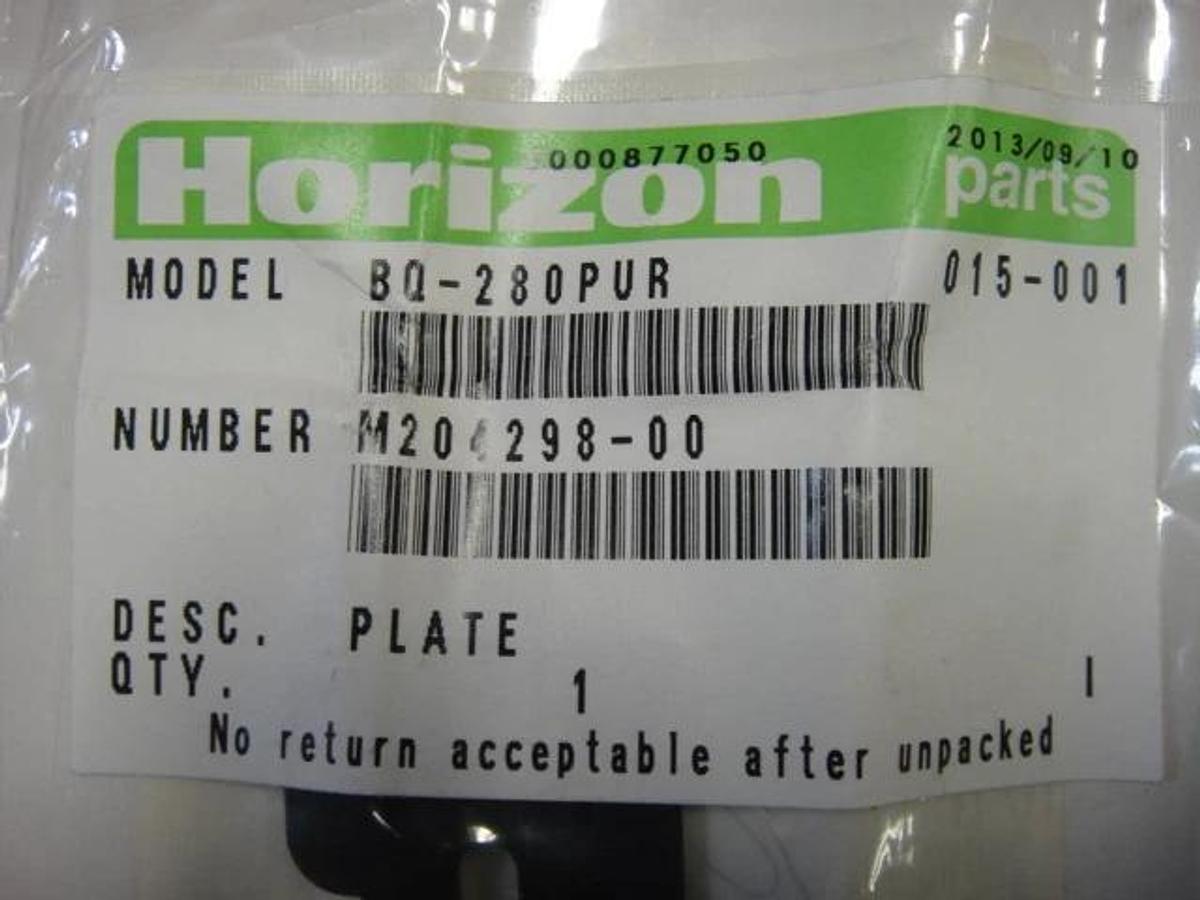 Horizon parts
000877050 2013/09/10
MODEL BQ-280PUR 015-001
NUMBER
DESC. PLATE
QTY. 1 I
No return acceptable after unpacked